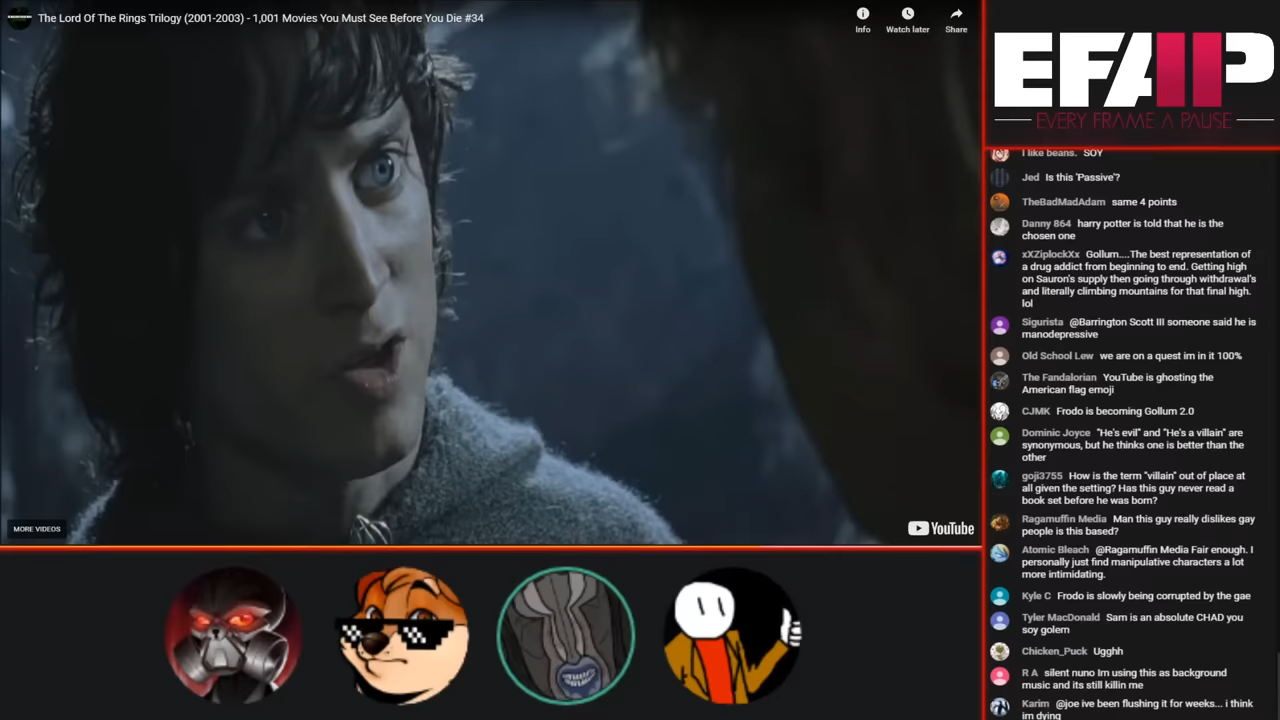 The Lord Of The Rings Trilogy (2001-2003) - 1,001 Movies You Must See Before You Die #34
Info
Watch later
Share
MORE VIDEOS
YouTube
EFAP
EVERY FRAME A PAUSE
I like beans. SOY
Jed Is this 'Passive'?
TheBadMadAdam same 4 points
Danny 864 harry potter is told that he is the
chosen one
xXZiplockXx Gollum....The best representation of
a drug addict from beginning to end. Getting high
on Sauron's supply then going through withdrawal's
and literally climbing mountains for that final high.
lol
Sigurista @Barrington Scott III someone said he is
manodepressive
Old School Lew we are on a quest im in it 100%
The Fandalorian YouTube is ghosting the
American flag emoji
CJMK Frodo is becoming Gollum 2.0
Dominic Joyce "He's evil" and "He's a villain" are
synonymous, but he thinks one is better than the
other
goji3755 How is the term "villain" out of place at
all given the setting? Has this guy never read a
book set before he was born?
Ragamuffin Media Man this guy really dislikes gay
people is this based?
Atomic Bleach @Ragamuffin Media Fair enough. I
personally just find manipulative characters a lot
more intimidating.
Kyle C Frodo is slowly being corrupted by the gae
Tyler MacDonald Sam is an absolute CHAD you
soy golem
Chicken_Puck Ugghh
R A silent nuno Im using this as background
music and its still killin me
Karim @joe ive been flushing it for weeks... i think
im dying